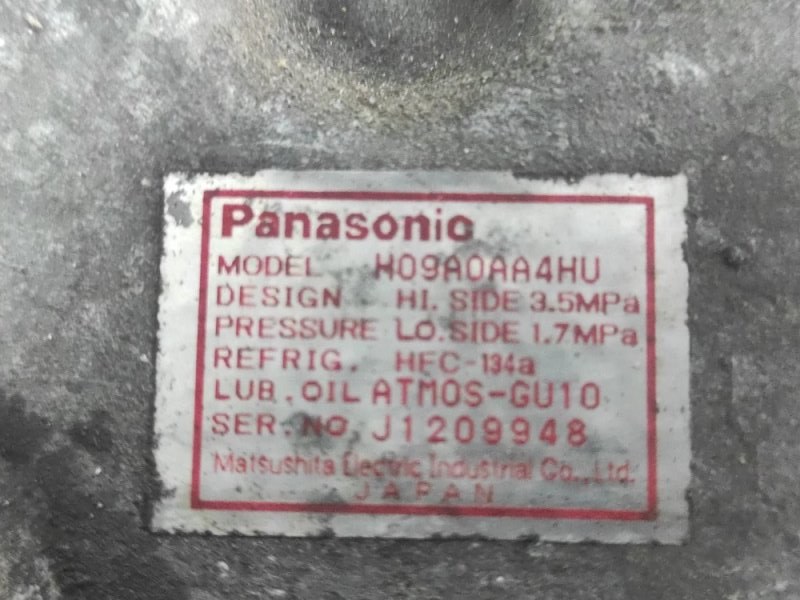 Panasonic
MODEL H09A0AA4HU
DESIGN HI. SIDE 3.5MPa
PRESSURE LO. SIDE 1.7MPa
REFRIG. HFC-134a
LUB. OIL ATMOS-GU10
SER. NO. J1209948
Matsushita Electric Industrial Co., Ltd.
JAPAN